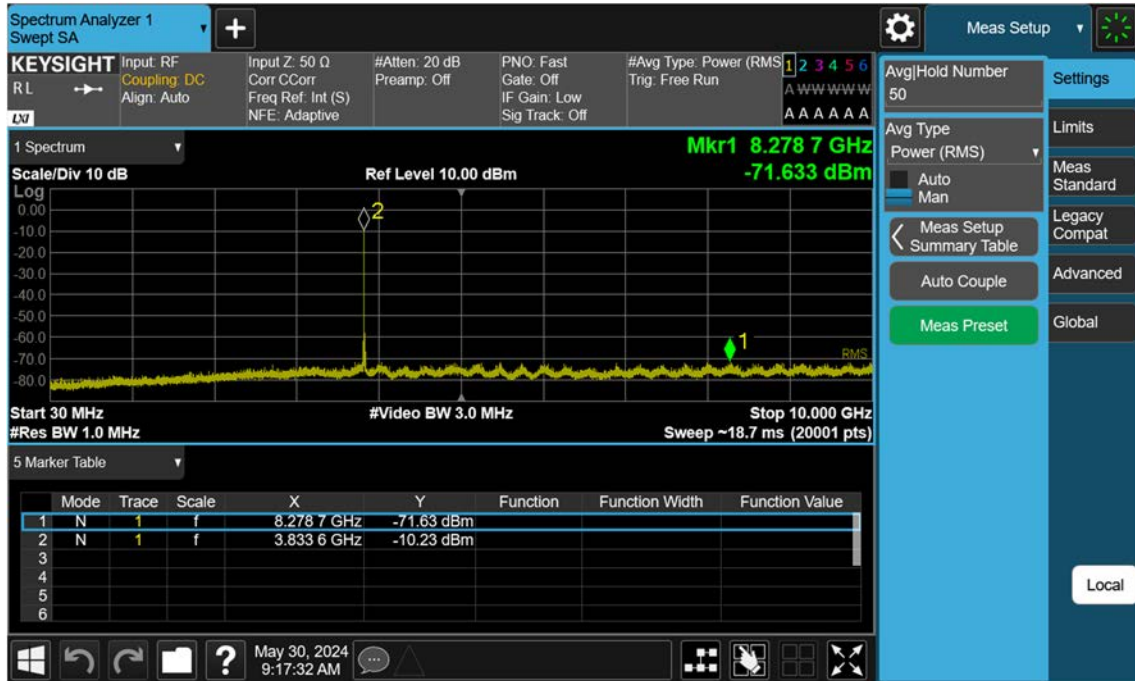 Spectrum Analyzer 1
Swept SA
+
Meas Setup
KEYSIGHT
R L
LXI
Input: RF
Coupling: DC
Align: Auto
Input Z: 50 Ω
Corr CCorr
Freq Ref: Int (S)
NFE: Adaptive
#Atten: 20 dB
Preamp: Off
PNO: Fast
Gate: Off
IF Gain: Low
Sig Track: Off
#Avg Type: Power (RMS
Trig: Free Run
1 2 3 4 5 6
A W W W W W
A A A A A A
1 Spectrum
Mkr1 8.278 7 GHz
Scale/Div 10 dB
Ref Level 10.00 dBm
-71.633 dBm
Log
0.00
-10.0
-20.0
-30.0
-40.0
-50.0
-60.0
-70.0
-80.0
2
1
RMS
Start 30 MHz
#Video BW 3.0 MHz
Stop 10.000 GHz
#Res BW 1.0 MHz
Sweep ~18.7 ms (20001 pts)
5 Marker Table
Mode Trace Scale X Y Function Function Width Function Value
1 N 1 f 8.278 7 GHz -71.63 dBm
2 N 1 f 3.833 6 GHz -10.23 dBm
3
4
5
6
Avg|Hold Number
50
Avg Type
Power (RMS)
Auto
Man
Meas Setup
Summary Table
Auto Couple
Meas Preset
Settings
Limits
Meas
Standard
Legacy
Compat
Advanced
Global
Local
?
May 30, 2024
9:17:32 AM